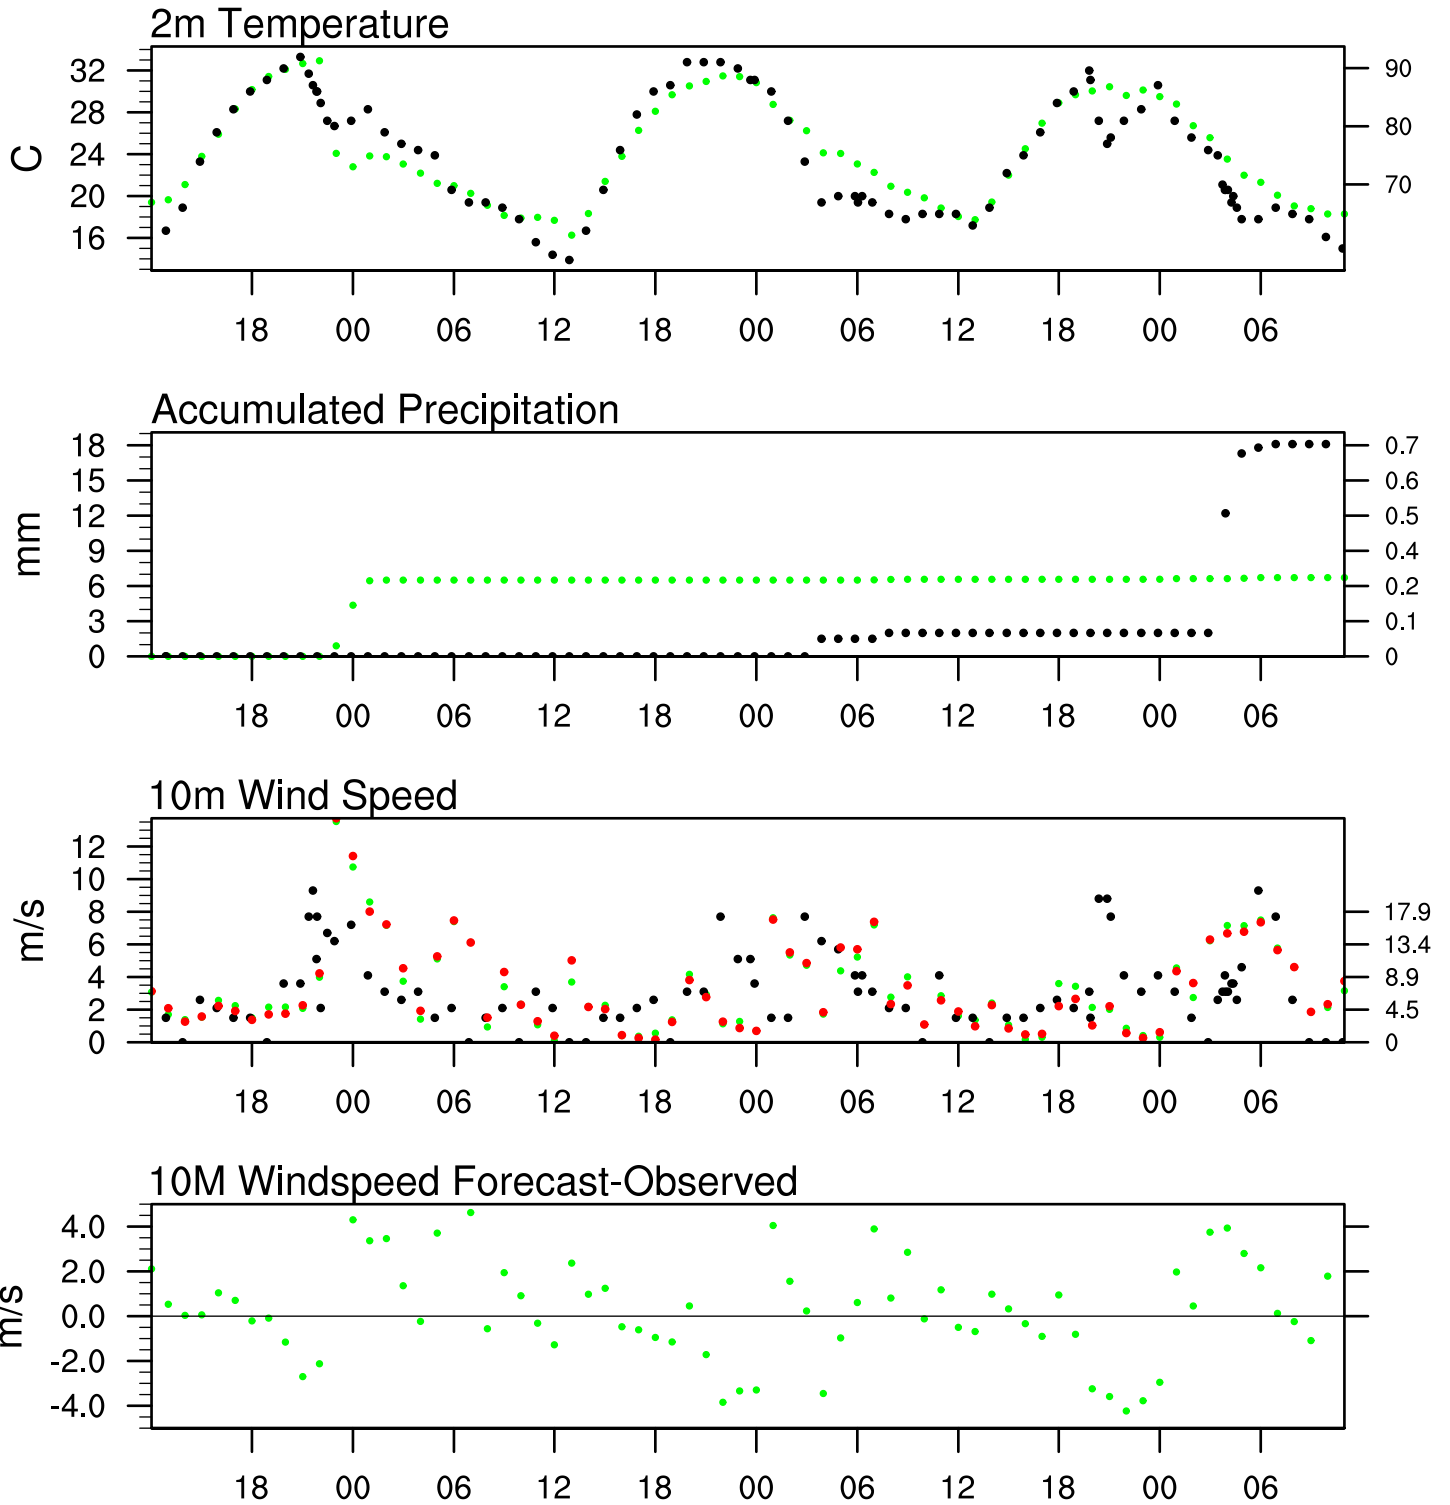 2m Temperature
32 90
28
80
24
C
20 70
16
18 00 06 12 18 00 06 12 18 00 06
Accumulated Precipitation
18 0.7
15 0.6
12 0.5
9 0.4
mm
6 0.2
3 0.1
0 0
18 00 06 12 18 00 06 12 18 00 06
10m Wind Speed
12
10
8 17.9
m/s
6 13.4
4 8.9
2 4.5
0 0
18 00 06 12 18 00 06 12 18 00 06
10M Windspeed Forecast-Observed
4.0
2.0
0.0
m/s
-2.0
-4.0
18 00 06 12 18 00 06 12 18 00 06